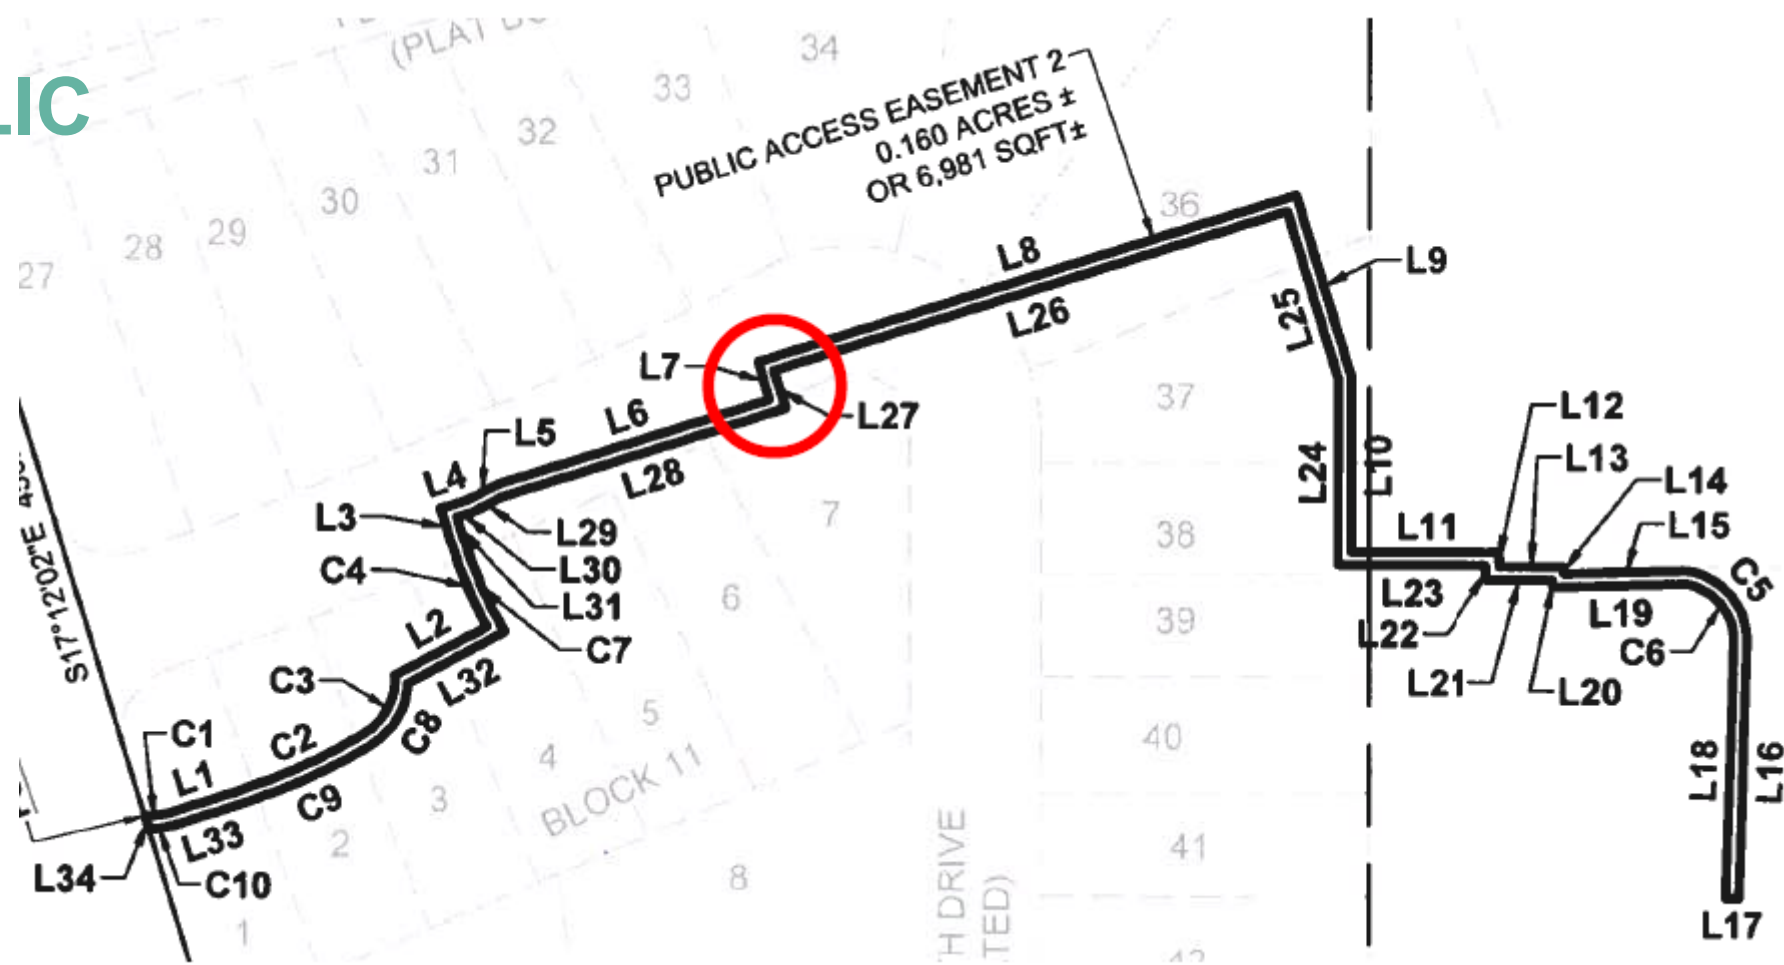 (PLAT
34
33
LIC
PUBLIC ACCESS EASEMENT 2
0.160 ACRES ±
OR 6,981 SQFT±
32
31
30
36
29
28
27
L8
L9
L26
L25
L7
37
L12
L6
L27
L5
L13
L10
L24
L4
L28
L14
L3
7
L29
L11
L15
38
C4
L30
C5
L31
6
L23
L19
39
L2
L22
C7
C6
S17°12'02"E
C3
L32
L21
L20
5
C8
C1
C2
40
4
L18
L16
L1
BLOCK 11
3
C9
L33
2
41
L34
8
C10
H DRIVE
TED)
1
L17